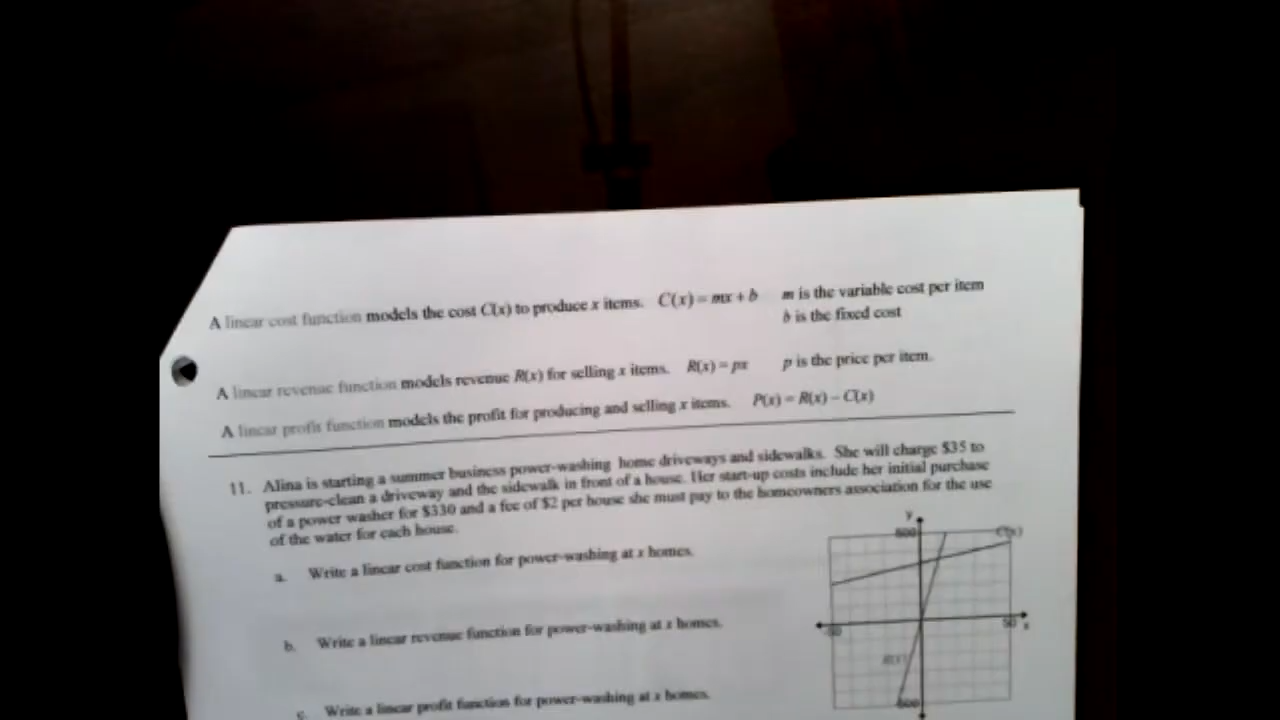 A linear cost function models the cost C(x) to produce x items. C(x) = mx + b m is the variable cost per item
b is the fixed cost
A linear revenue function models revenue R(x) for selling x items. R(x) = px p is the price per item.
A linear profit function models the profit for producing and selling x items. P(x) = R(x) – C(x)
11. Alina is starting a summer business power-washing home driveways and sidewalks. She will charge $35 to
pressure-clean a driveway and the sidewalk in front of a house. Her start-up costs include her initial purchase
of a power washer for $330 and a fee of $2 per house she must pay to the homeowners association for the use
of the water for each house.
a. Write a linear cost function for power-washing at x homes.
b. Write a linear revenue function for power-washing at x homes.
c. Write a linear profit function for power-washing at x homes.
y
C(x)
50
x
R(x)